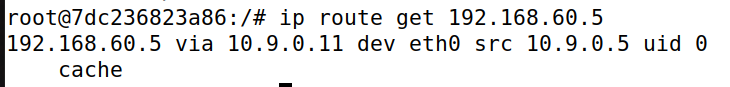 root@7dc236823a86:/# ip route get 192.168.60.5
192.168.60.5 via 10.9.0.11 dev eth0 src 10.9.0.5 uid 0
    cache